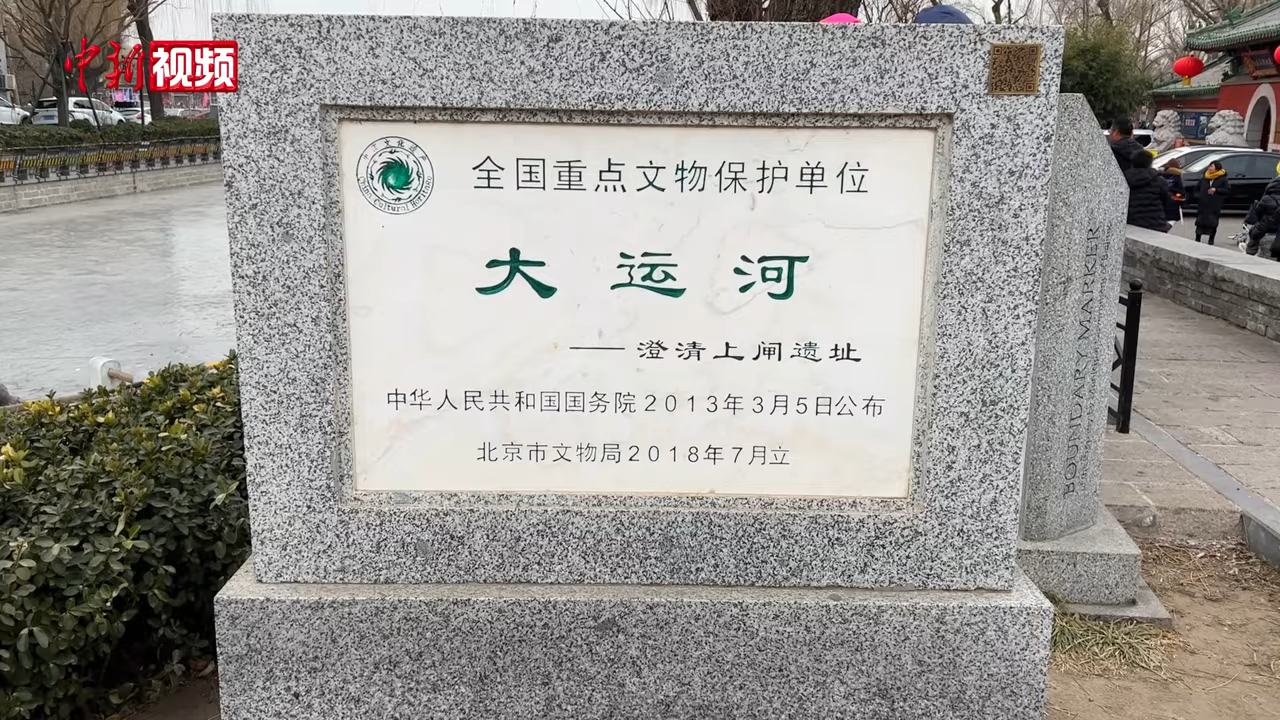 中新视频
全国重点文物保护单位
大运河
——澄清上闸遗址
中华人民共和国国务院2013年3月5日公布
北京市文物局2018年7月立
BOUNDARY MARKER